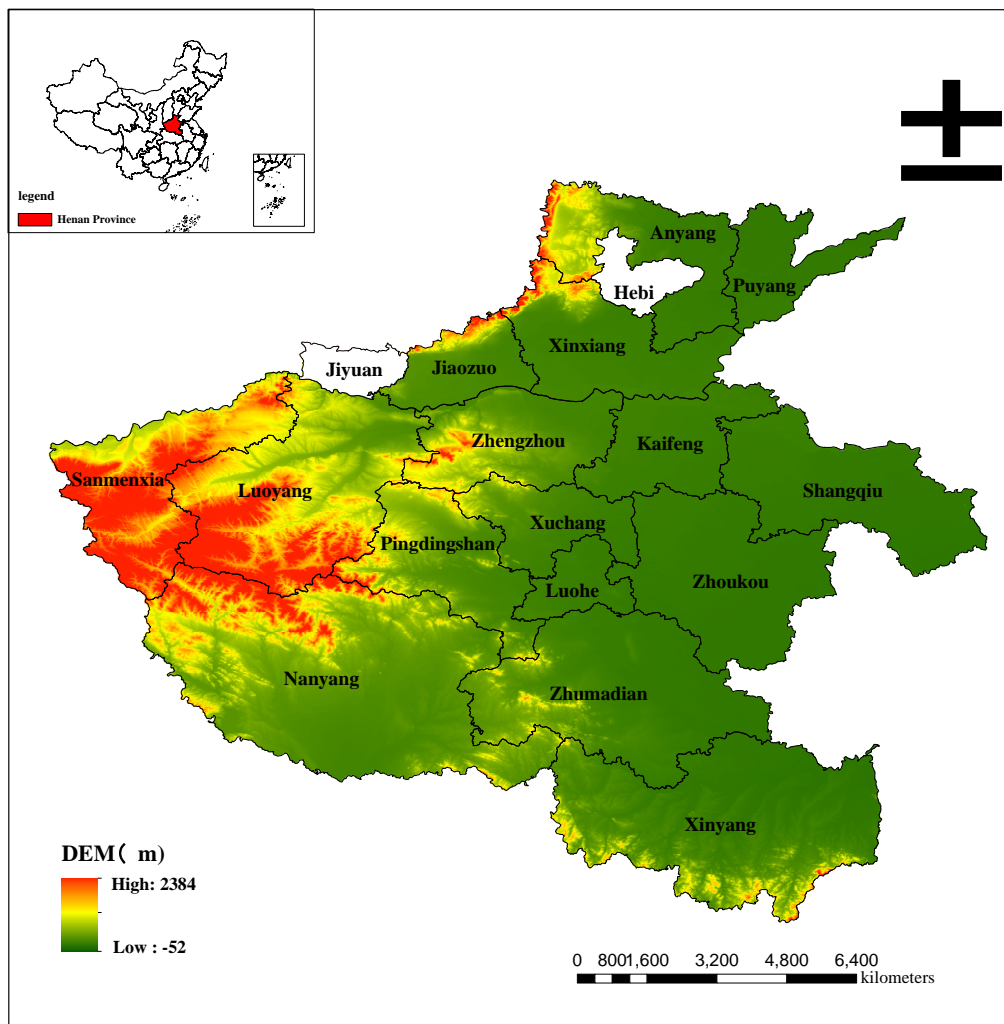 legend
Henan Province
Anyang
Puyang
Hebi
Xinxiang
Jiyuan
Jiaozuo
Zhengzhou
Kaifeng
Sanmenxia
Luoyang
Shangqiu
Xuchang
Pingdingshan
Zhoukou
Luohe
Nanyang
Zhumadian
Xinyang
DEM( m)
High: 2384
Low : -52
0 8001,600 3,200 4,800 6,400
kilometers